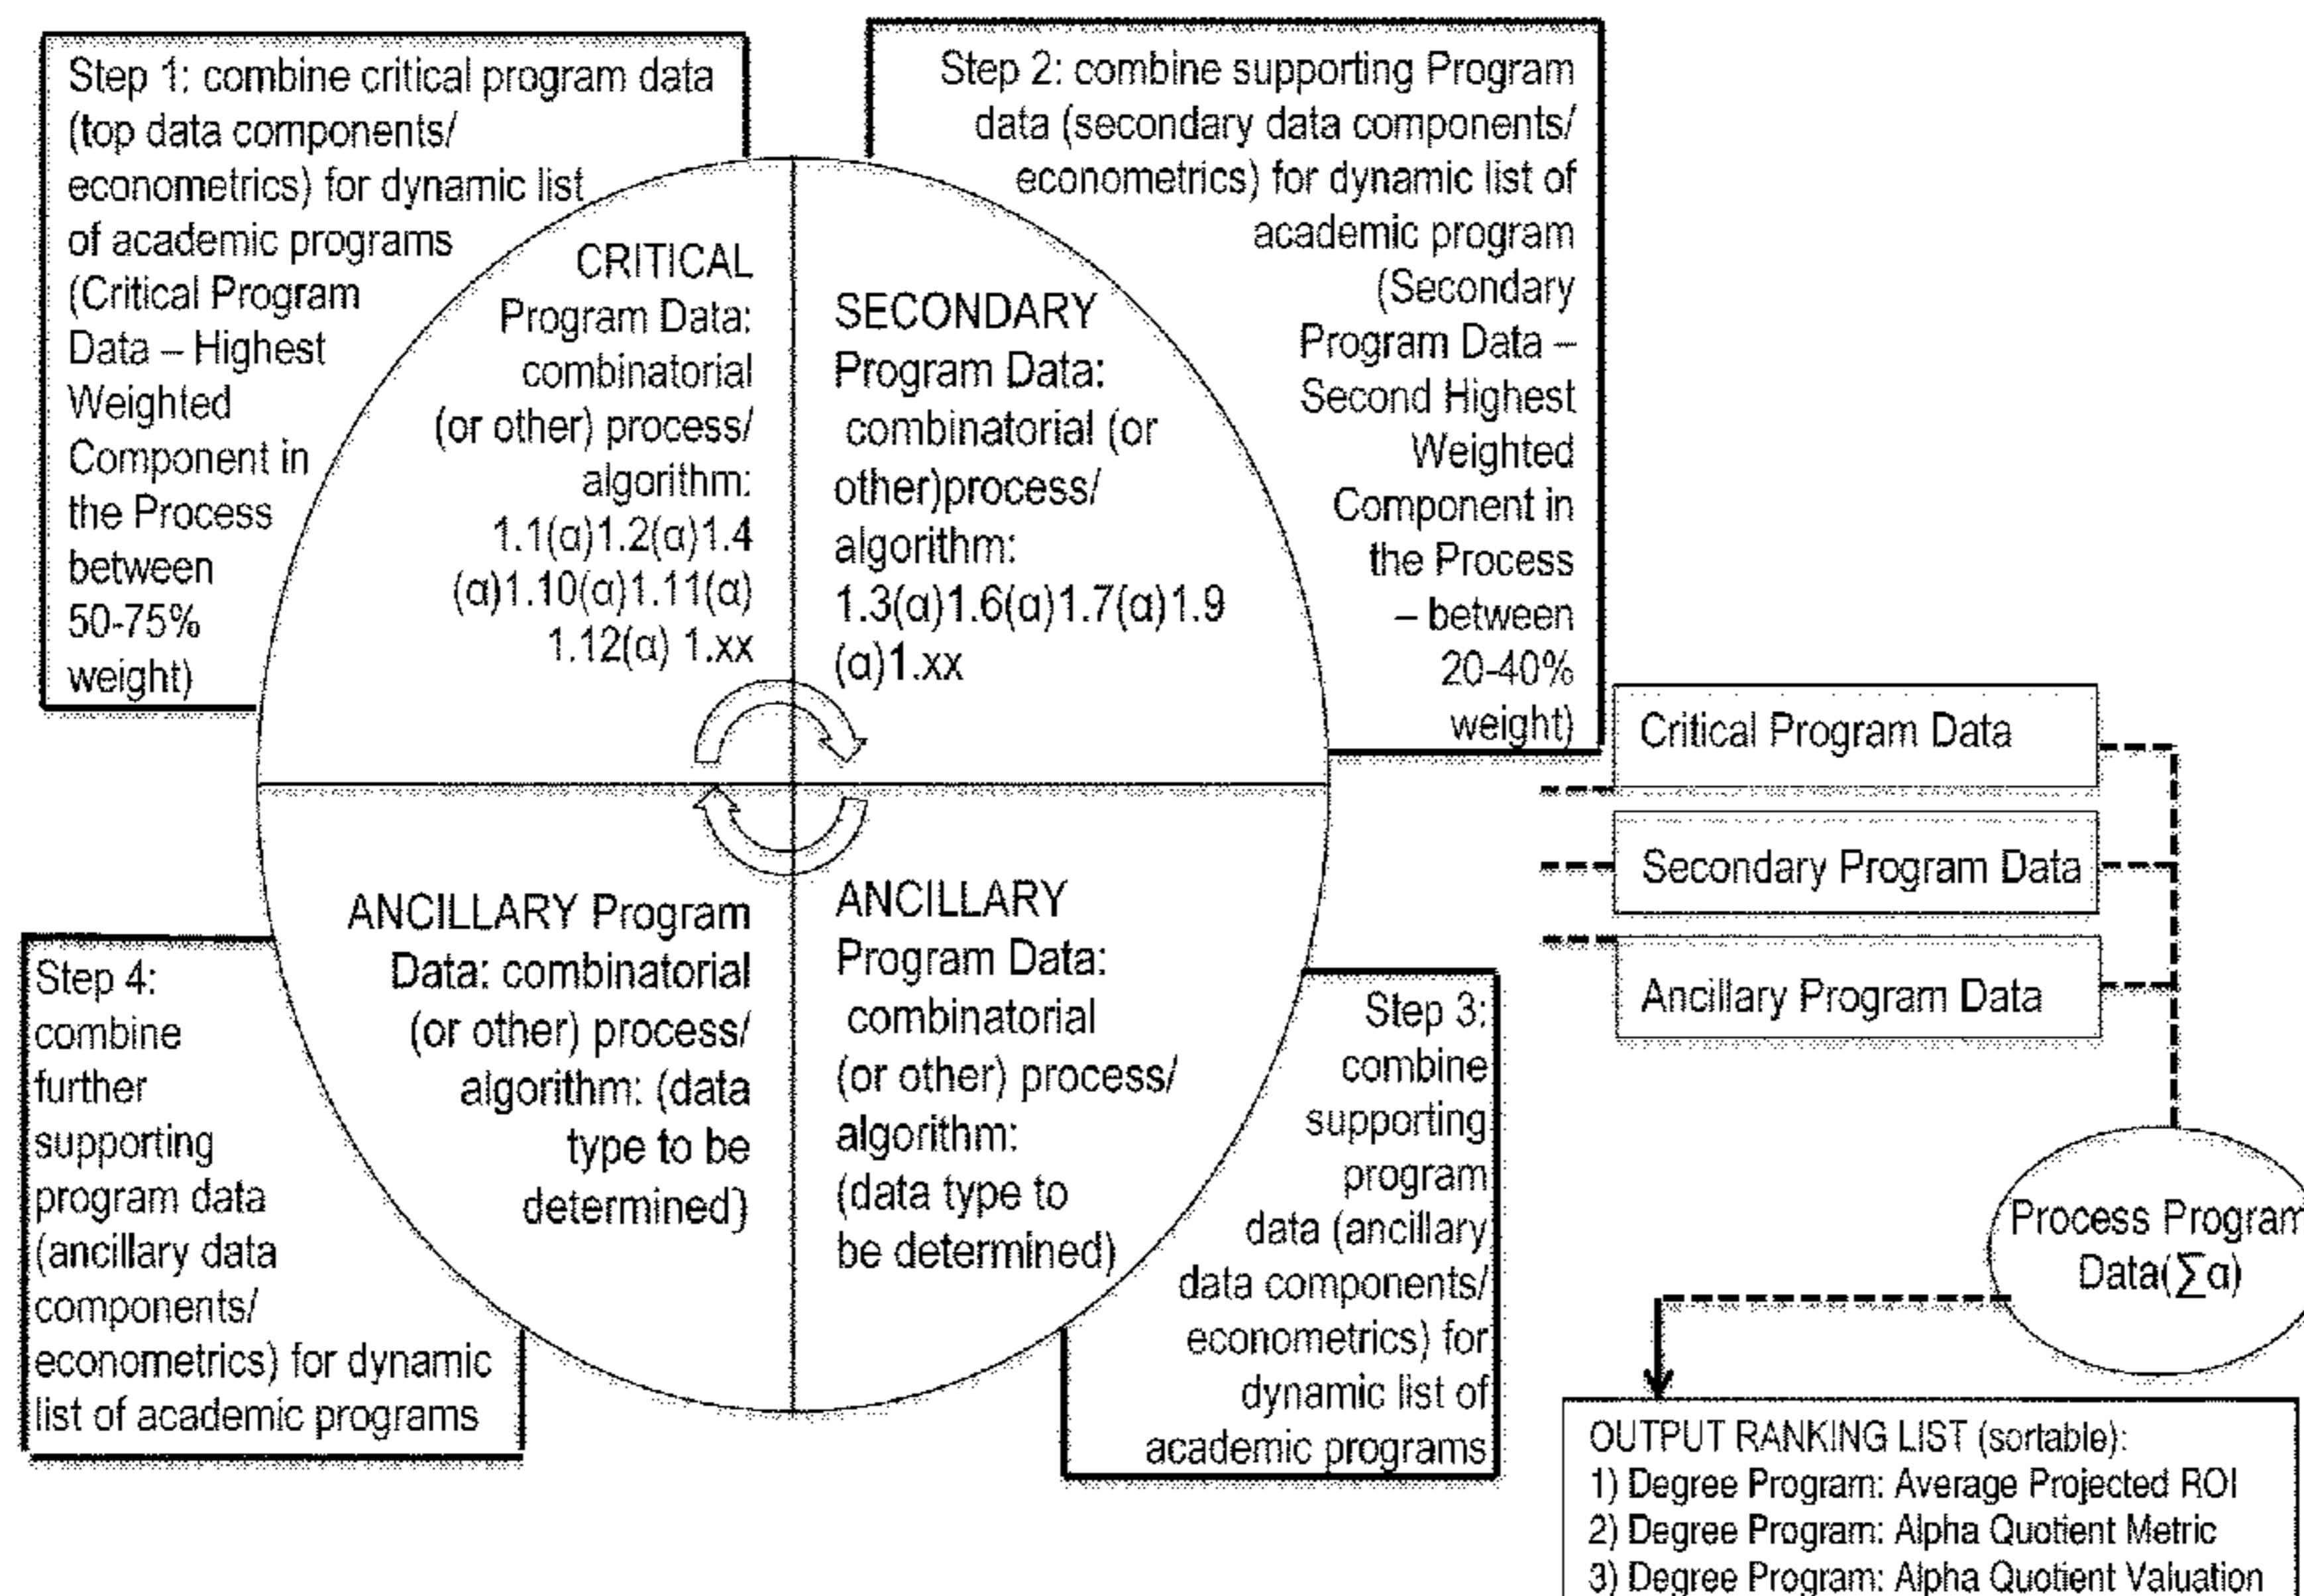 Step 1: combine critical program data
(top data components/
econometrics) for dynamic list
of academic programs
(Critical Program
Data – Highest
Weighted
Component in
the Process
between
50-75%
weight)
Step 2: combine supporting Program
data (secondary data components/
econometrics) for dynamic list of
academic program
(Secondary
Program Data –
Second Highest
Weighted
Component in
the Process
– between
20-40%
weight)
CRITICAL
Program Data:
combinatorial
(or other) process/
algorithm:
1.1(α)1.2(α)1.4
(α)1.10(α)1.11(α)
1.12(α) 1.xx
SECONDARY
Program Data:
combinatorial (or
other)process/
algorithm:
1.3(α)1.6(α)1.7(α)1.9
(α)1.xx
ANCILLARY Program
Data: combinatorial
(or other) process/
algorithm: (data
type to be
determined)
ANCILLARY
Program Data:
combinatorial
(or other) process/
algorithm:
(data type to
be determined)
Step 4:
combine
further
supporting
program data
(ancillary data
components/
econometrics) for dynamic
list of academic programs
Step 3:
combine
supporting
program
data (ancillary
data components/
econometrics) for
dynamic list of
academic programs
Critical Program Data
Secondary Program Data
Ancillary Program Data
Process Program
Data(∑α)
OUTPUT RANKING LIST (sortable):
1) Degree Program: Average Projected ROI
2) Degree Program: Alpha Quotient Metric
3) Degree Program: Alpha Quotient Valuation